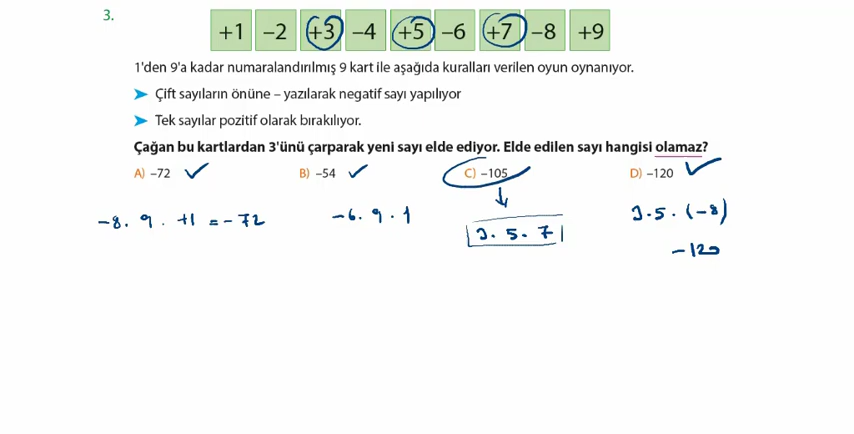 3.
+1 −2 +3 −4 +5 −6 +7 −8 +9
1'den 9'a kadar numaralandırılmış 9 kart ile aşağıda kuralları verilen oyun oynanıyor.
➤ Çift sayıların önüne – yazılarak negatif sayı yapılıyor
➤ Tek sayılar pozitif olarak bırakılıyor.
Çağan bu kartlardan 3'ünü çarparak yeni sayı elde ediyor. Elde edilen sayı hangisi olamaz?
A) –72 B) –54 C) –105 D) –120
-8. 9 . +1 = -72 -6. 9 . 1 3. 5. 7 3.5. (-8)
-120